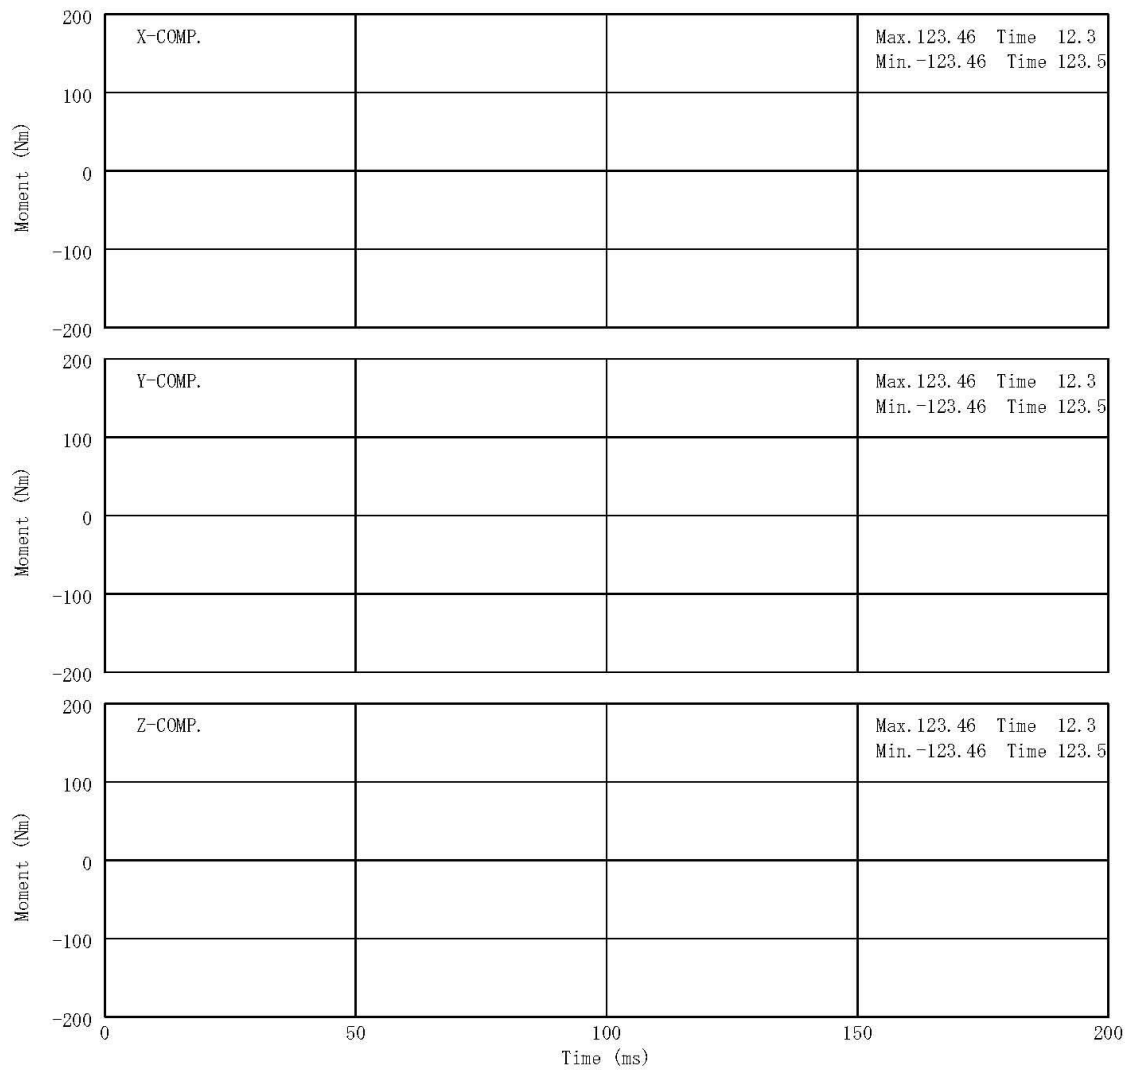 200
X-COMP.
Max.123.46 Time 12.3
Min.-123.46 Time 123.5
100
Moment (Nm)
0
-100
-200
200
Y-COMP.
Max.123.46 Time 12.3
Min.-123.46 Time 123.5
100
Moment (Nm)
0
-100
-200
200
Z-COMP.
Max.123.46 Time 12.3
Min.-123.46 Time 123.5
100
Moment (Nm)
0
-100
-200
0 50 100 150 200
Time (ms)